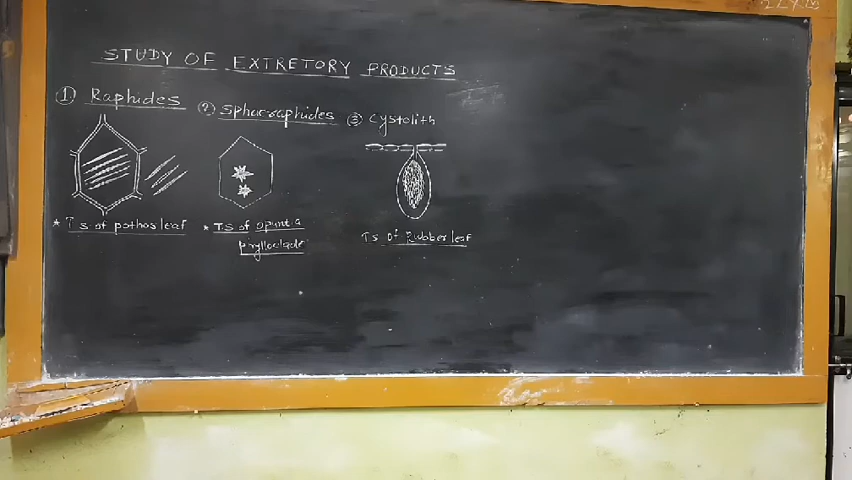 STUDY OF EXTRETORY PRODUCTS
① Raphides
② Sphaeraphides
③ Cystolith
* T s of pothos leaf
* T.S of opuntia
phylloclade
Ts Of Rubber leaf